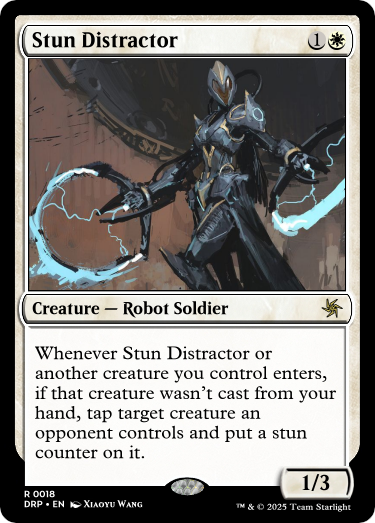 Stun Distractor 1
Creature — Robot Soldier
Whenever Stun Distractor or
another creature you control enters,
if that creature wasn't cast from your
hand, tap target creature an
opponent controls and put a stun
counter on it.
1/3
R 0018
DRP • EN Xiaoyu Wang
™ & © 2025 Team Starlight